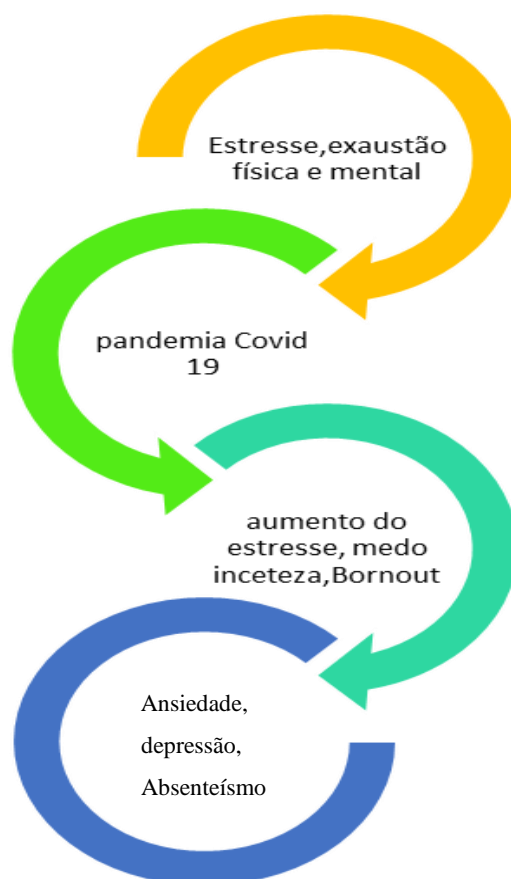 Estresse,exaustão
física e mental
pandemia Covid
19
aumento do
estresse, medo
inceteza,Bornout
Ansiedade,
depressão,
Absenteísmo